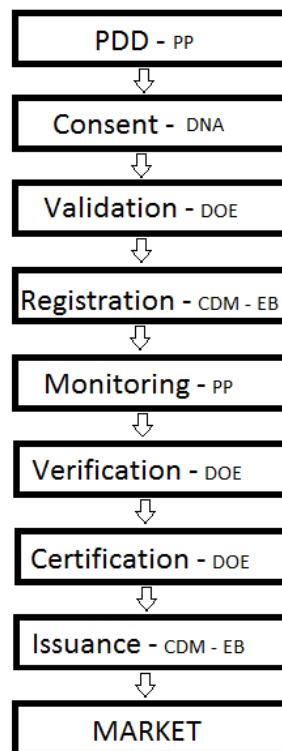 PDD - PP
Consent - DNA
Validation - DOE
Registration - CDM - EB
Monitoring - PP
Verification - DOE
Certification - DOE
Issuance - CDM - EB
MARKET